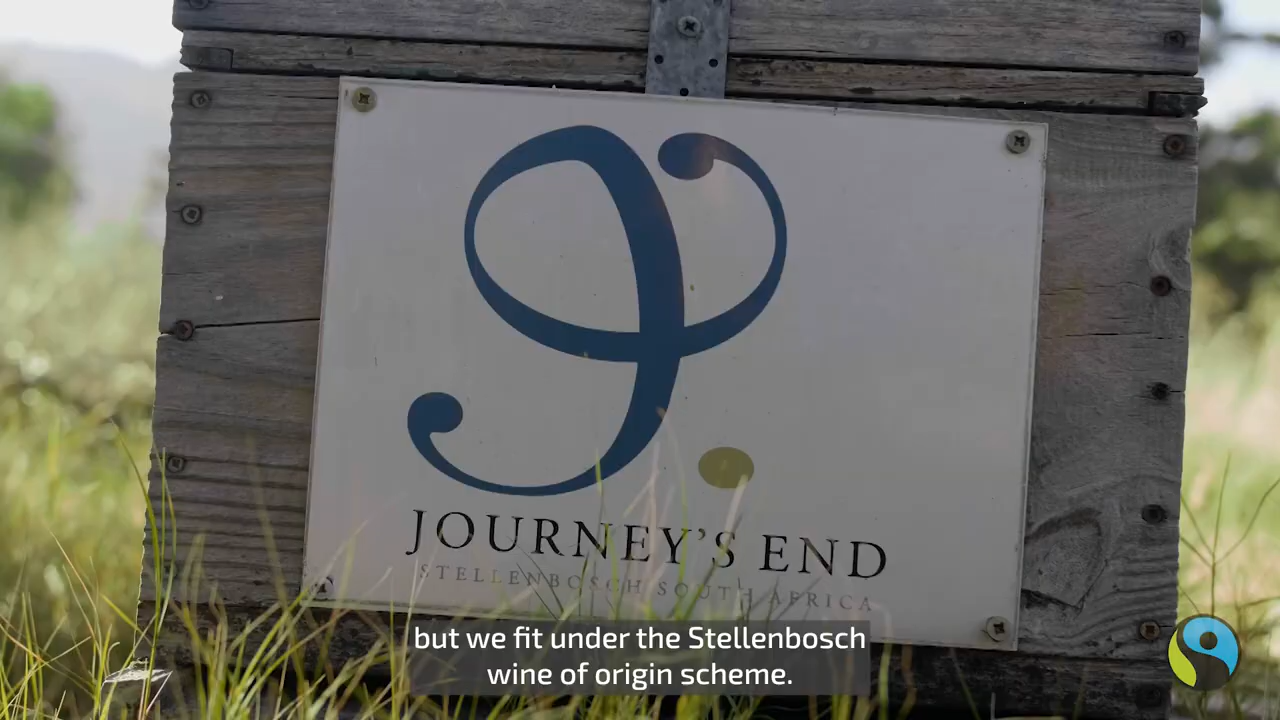 JOURNEY'S END
STELLENBOSCH SOUTH AFRICA
but we fit under the Stellenbosch
wine of origin scheme.